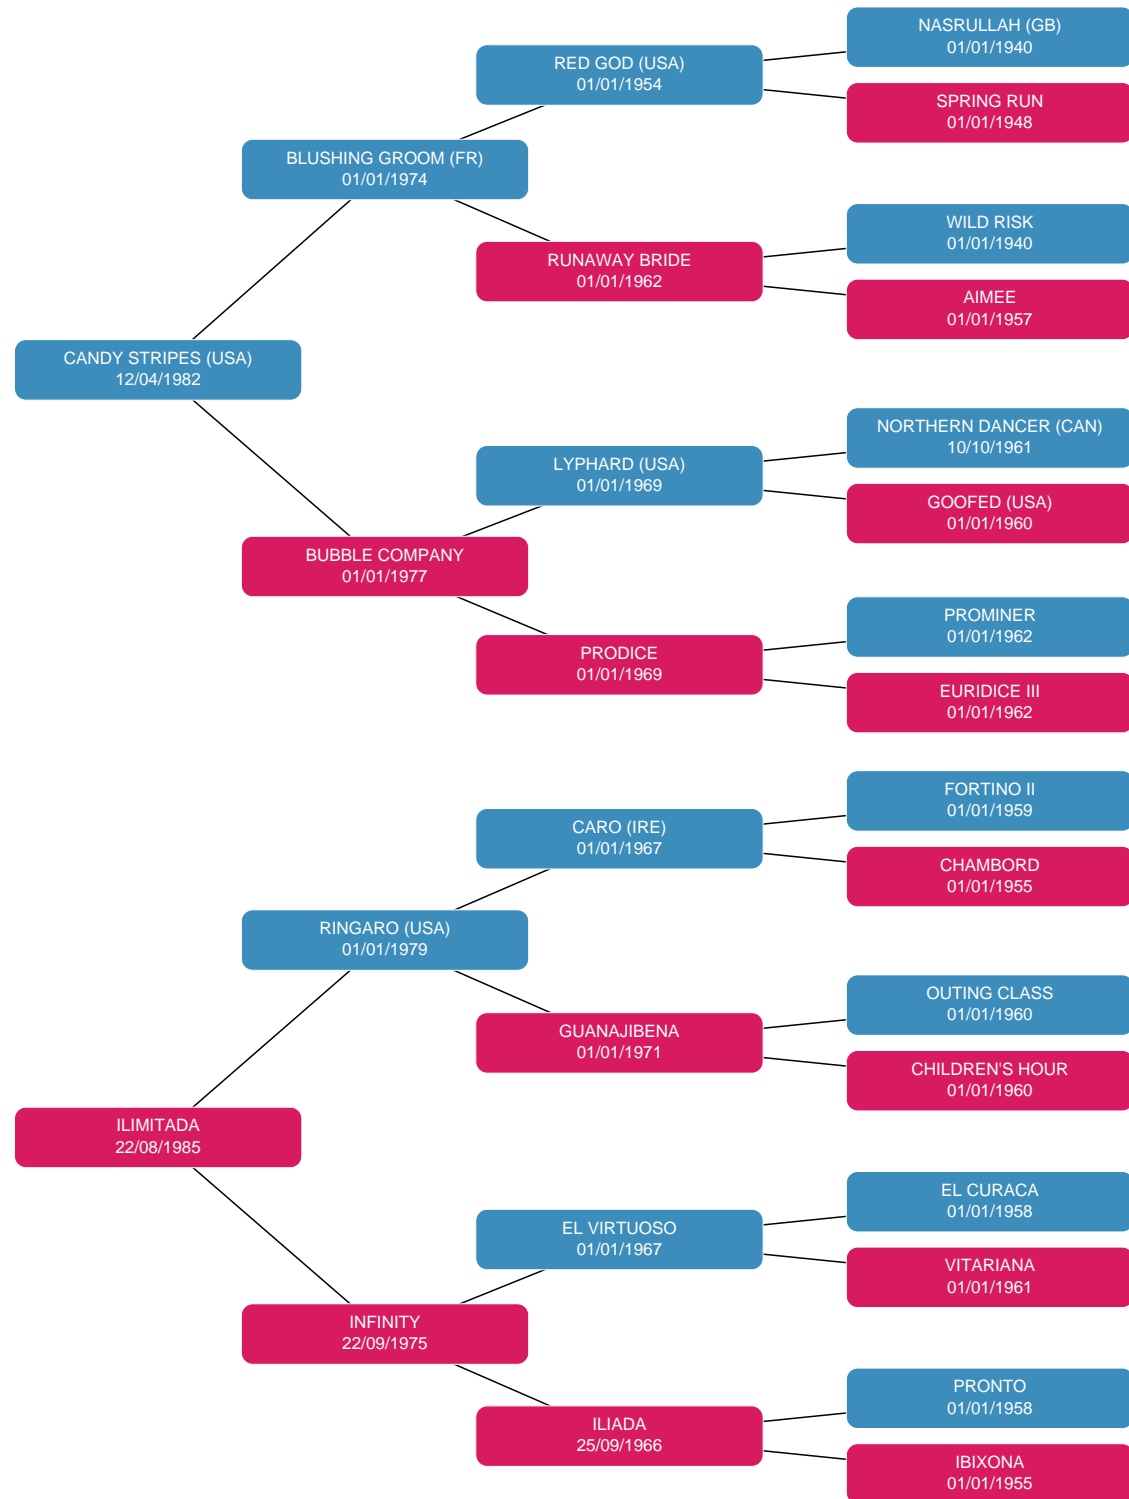 NASRULLAH (GB)
01/01/1940
RED GOD (USA)
01/01/1954
SPRING RUN
01/01/1948
BLUSHING GROOM (FR)
01/01/1974
WILD RISK
01/01/1940
RUNAWAY BRIDE
01/01/1962
AIMEE
01/01/1957
CANDY STRIPES (USA)
12/04/1982
NORTHERN DANCER (CAN)
10/10/1961
LYPHARD (USA)
01/01/1969
GOOFED (USA)
01/01/1960
BUBBLE COMPANY
01/01/1977
PROMINER
01/01/1962
PRODICE
01/01/1969
EURIDICE III
01/01/1962
FORTINO II
01/01/1959
CARO (IRE)
01/01/1967
CHAMBORD
01/01/1955
RINGARO (USA)
01/01/1979
OUTING CLASS
01/01/1960
GUANAJIBENA
01/01/1971
CHILDREN'S HOUR
01/01/1960
ILIMITADA
22/08/1985
EL CURACA
01/01/1958
EL VIRTUOSO
01/01/1967
VITARIANA
01/01/1961
INFINITY
22/09/1975
PRONTO
01/01/1958
ILIADA
25/09/1966
IBIXONA
01/01/1955